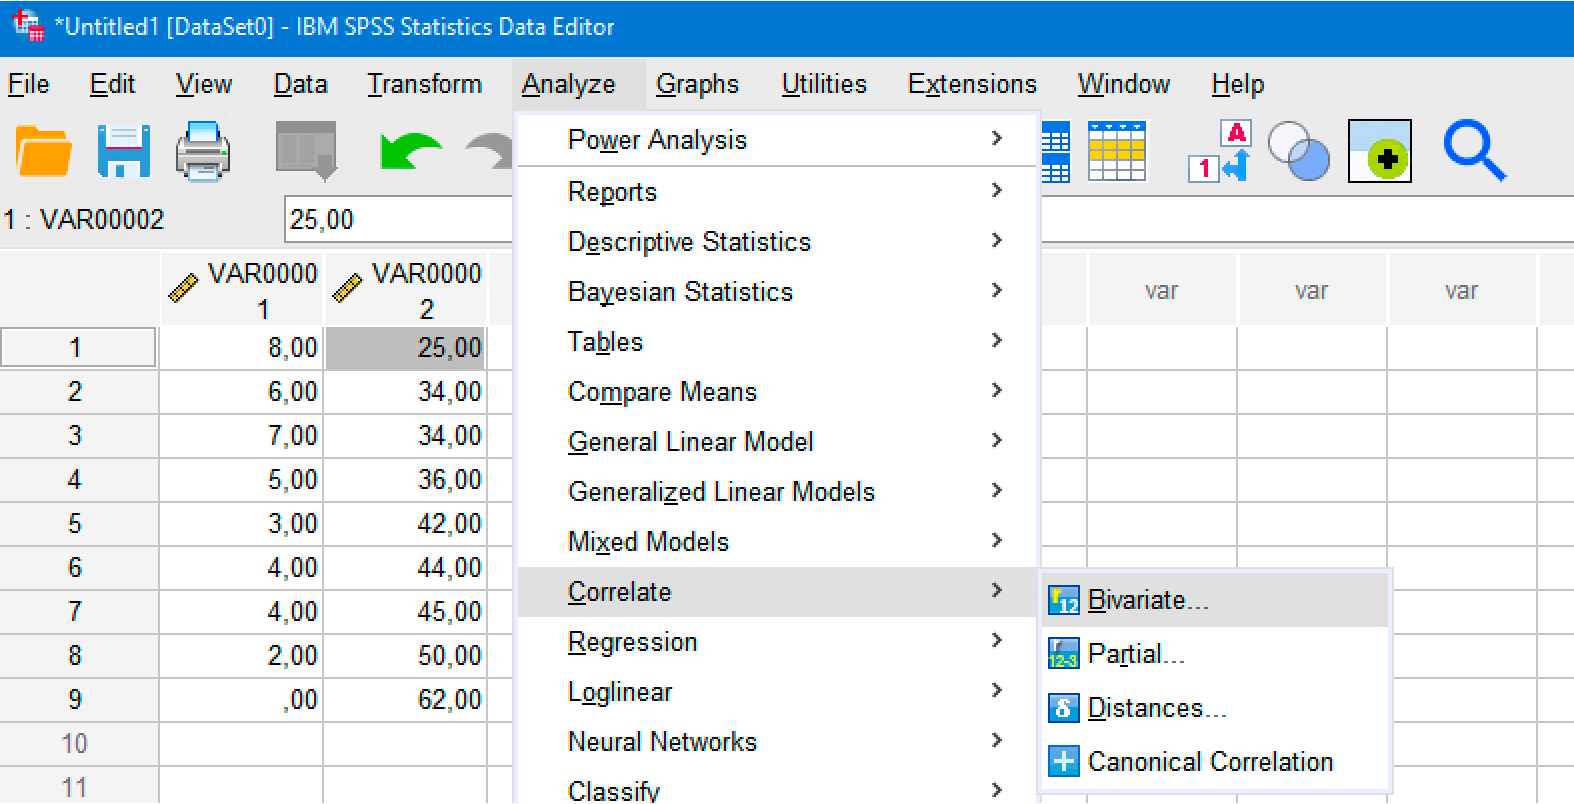 *Untitled1 [DataSet0] - IBM SPSS Statistics Data Editor
File Edit View Data Transform Analyze Graphs Utilities Extensions Window Help
A
1
1 : VAR00002 25,00
VAR00001 VAR00002 var var var
1 8,00 25,00
2 6,00 34,00
3 7,00 34,00
4 5,00 36,00
5 3,00 42,00
6 4,00 44,00
7 4,00 45,00
8 2,00 50,00
9 ,00 62,00
10
11
Power Analysis
Reports
Descriptive Statistics
Bayesian Statistics
Tables
Compare Means
General Linear Model
Generalized Linear Models
Mixed Models
Correlate
Regression
Loglinear
Neural Networks
Classify
r12 Bivariate...
r12-3 Partial...
δ Distances...
Canonical Correlation